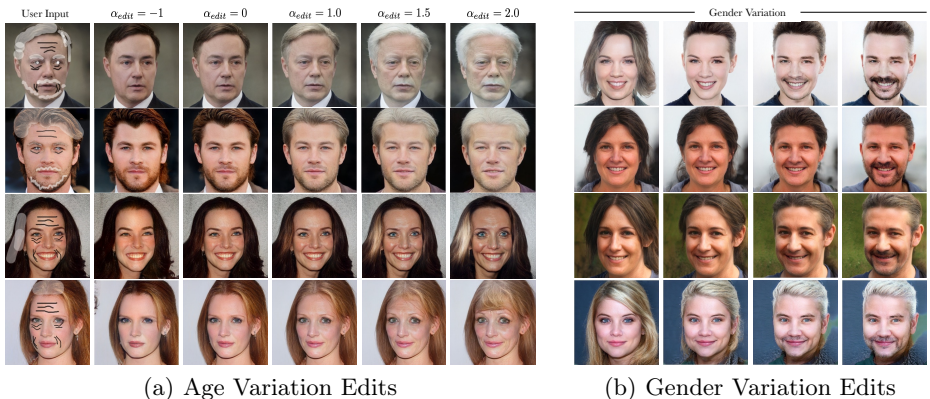 User Input α_edit = −1 α_edit = 0 α_edit = 1.0 α_edit = 1.5 α_edit = 2.0
Gender Variation
(a) Age Variation Edits
(b) Gender Variation Edits